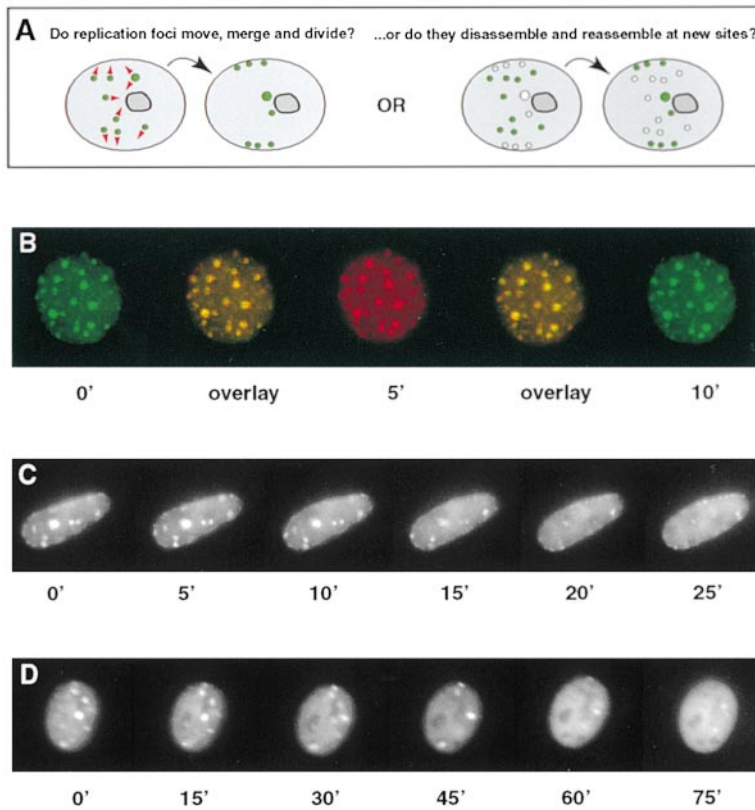 A
Do replication foci move, merge and divide? ...or do they disassemble and reassemble at new sites?
OR
B
0' overlay 5' overlay 10'
C
0' 5' 10' 15' 20' 25'
D
0' 15' 30' 45' 60' 75'